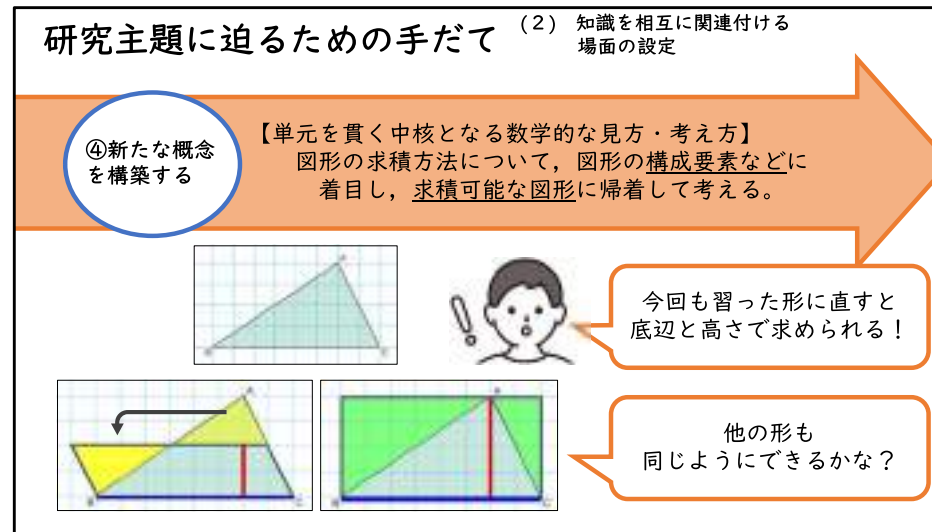 研究主題に迫るための手だて
(2) 知識を相互に関連付ける
場面の設定
④新たな概念
を構築する
【単元を貫く中核となる数学的な見方・考え方】
図形の求積方法について，図形の構成要素などに
着目し，求積可能な図形に帰着して考える。
今回も習った形に直すと
底辺と高さで求められる！
他の形も
同じようにできるかな？